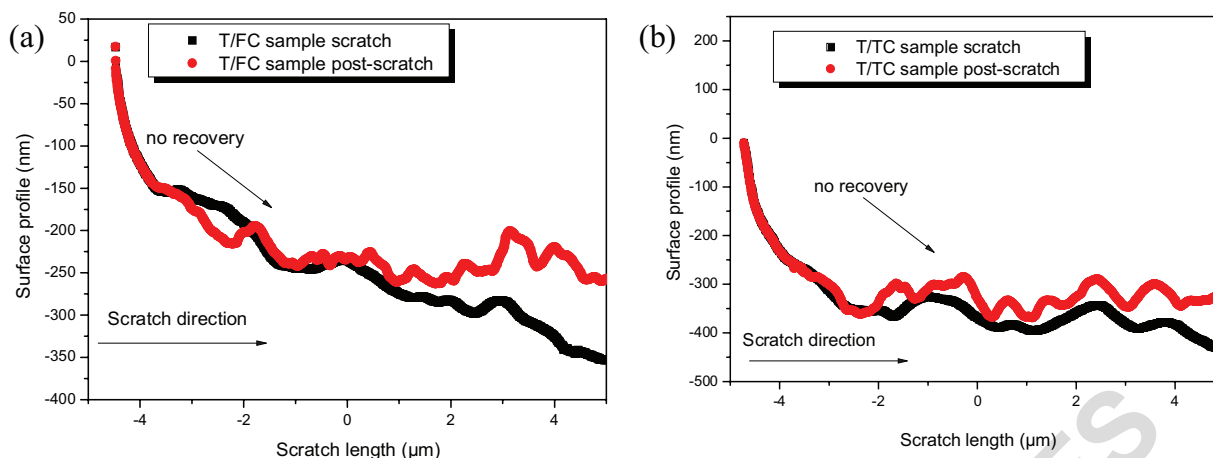 (a)
T/FC sample scratch
T/FC sample post-scratch
no recovery
Scratch direction
Surface profile (nm)
50
0
-50
-100
-150
-200
-250
-300
-350
-400
-4
-2
0
2
4
Scratch length (µm)
(b)
T/TC sample scratch
T/TC sample post-scratch
no recovery
Scratch direction
Surface profile (nm)
200
100
0
-100
-200
-300
-400
-500
-4
-2
0
2
4
Scratch length (µm)